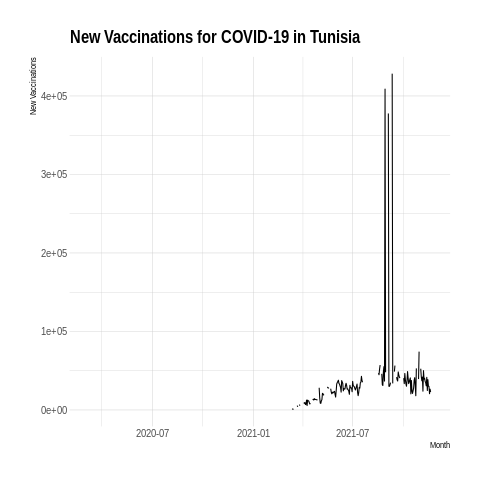 New Vaccinations for COVID-19 in Tunisia
New Vaccinations
4e+05
3e+05
2e+05
1e+05
0e+00
2020-07 2021-01 2021-07
Month